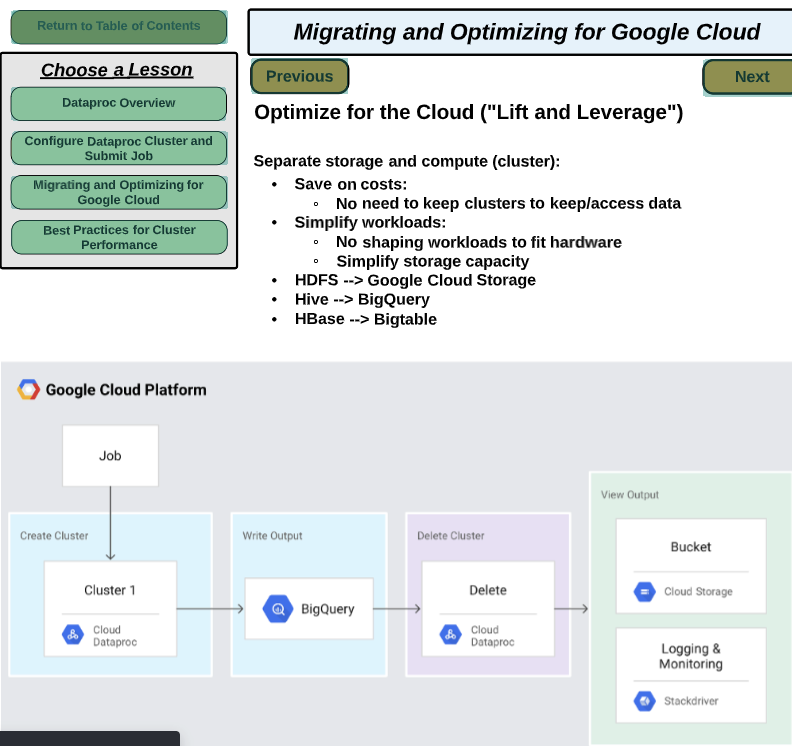 Return to Table of Contents
Migrating and Optimizing for Google Cloud
Choose a Lesson
Dataproc Overview
Configure Dataproc Cluster and
Submit Job
Migrating and Optimizing for
Google Cloud
Best Practices for Cluster
Performance
Previous
Next
Optimize for the Cloud ("Lift and Leverage")
Separate storage and compute (cluster):
• Save on costs:
◦ No need to keep clusters to keep/access data
• Simplify workloads:
◦ No shaping workloads to fit hardware
◦ Simplify storage capacity
• HDFS --> Google Cloud Storage
• Hive --> BigQuery
• HBase --> Bigtable
Google Cloud Platform
Job
Create Cluster
Cluster 1
Cloud
Dataproc
Write Output
BigQuery
Delete Cluster
Delete
Cloud
Dataproc
View Output
Bucket
Cloud Storage
Logging &
Monitoring
Stackdriver